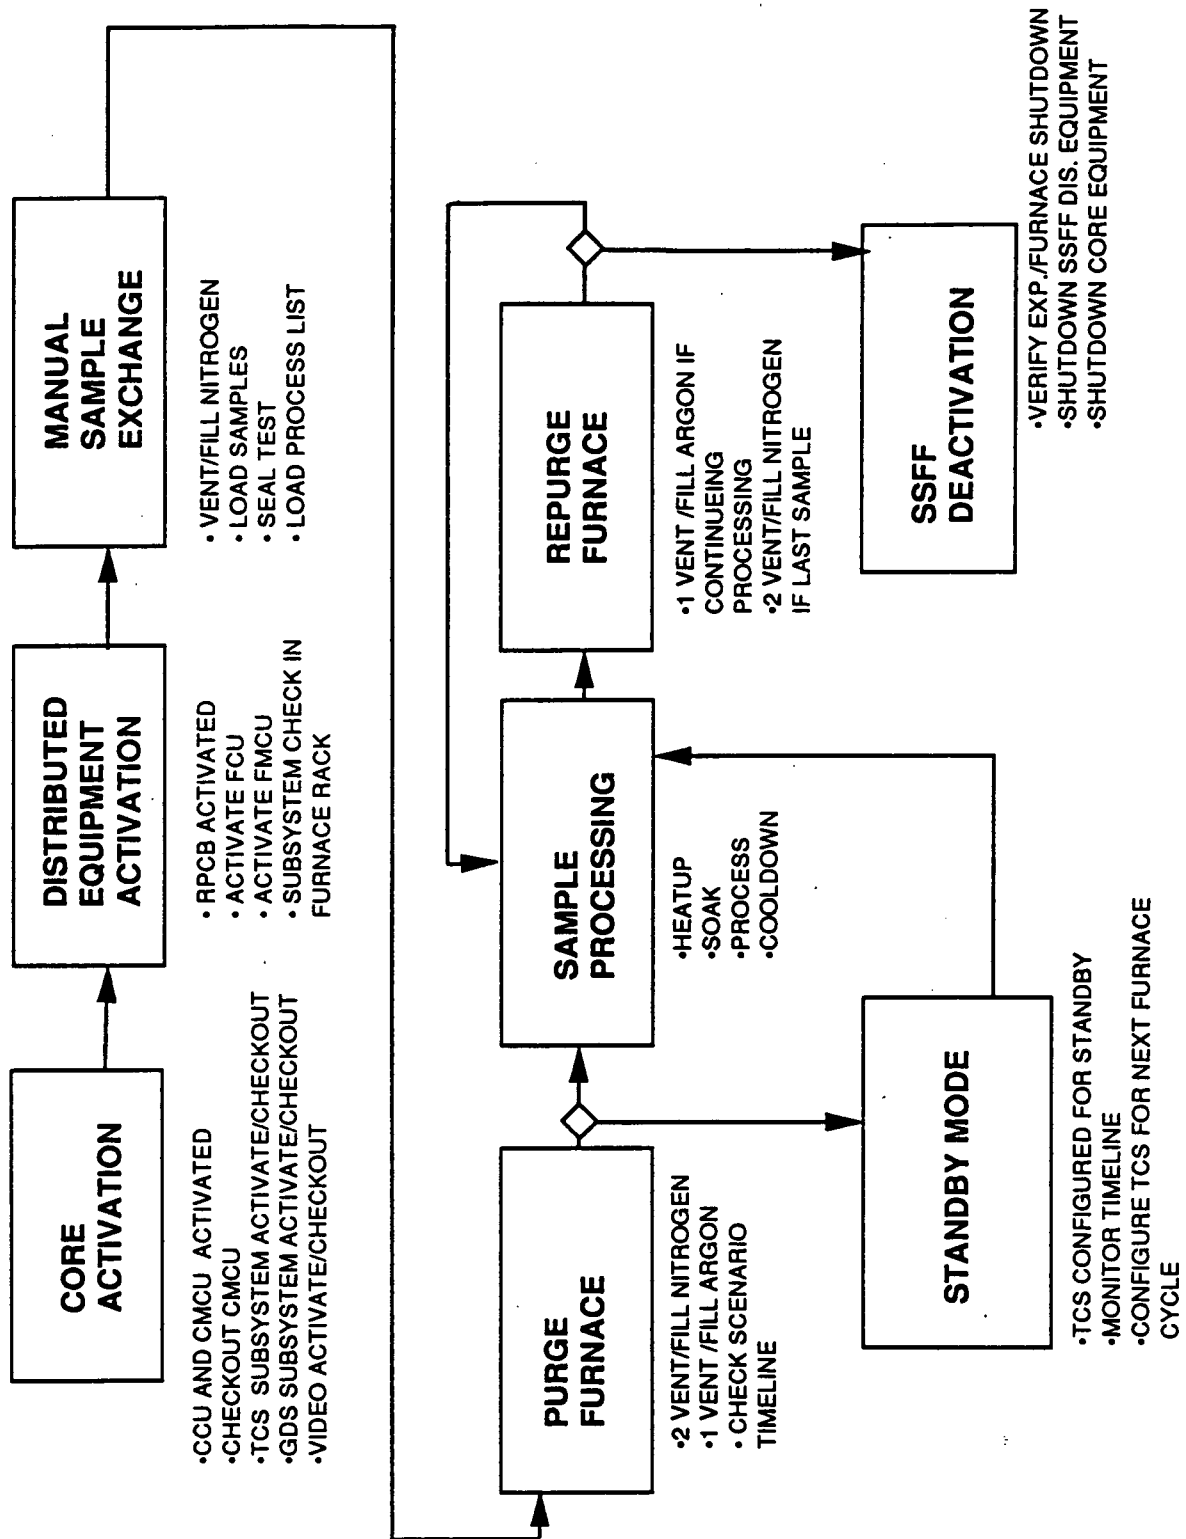 CORE
ACTIVATION
•CCU AND CMCU ACTIVATED
•CHECKOUT CMCU
•TCS SUBSYSTEM ACTIVATE/CHECKOUT
•GDS SUBSYSTEM ACTIVATE/CHECKOUT
•VIDEO ACTIVATE/CHECKOUT
DISTRIBUTED
EQUIPMENT
ACTIVATION
• RPCB ACTIVATED
• ACTIVATE FCU
• ACTIVATE FMCU
• SUBSYSTEM CHECK IN
FURNACE RACK
MANUAL
SAMPLE
EXCHANGE
• VENT/FILL NITROGEN
• LOAD SAMPLES
• SEAL TEST
• LOAD PROCESS LIST
PURGE
FURNACE
•2 VENT/FILL NITROGEN
•1 VENT /FILL ARGON
• CHECK SCENARIO
TIMELINE
SAMPLE
PROCESSING
•HEATUP
•SOAK
•PROCESS
•COOLDOWN
REPURGE
FURNACE
•1 VENT /FILL ARGON IF
CONTINUEING
PROCESSING
•2 VENT/FILL NITROGEN
IF LAST SAMPLE
STANDBY MODE
•TCS CONFIGURED FOR STANDBY
•MONITOR TIMELINE
•CONFIGURE TCS FOR NEXT FURNACE
CYCLE
SSFF
DEACTIVATION
•VERIFY EXP./FURNACE SHUTDOWN
•SHUTDOWN SSFF DIS. EQUIPMENT
•SHUTDOWN CORE EQUIPMENT